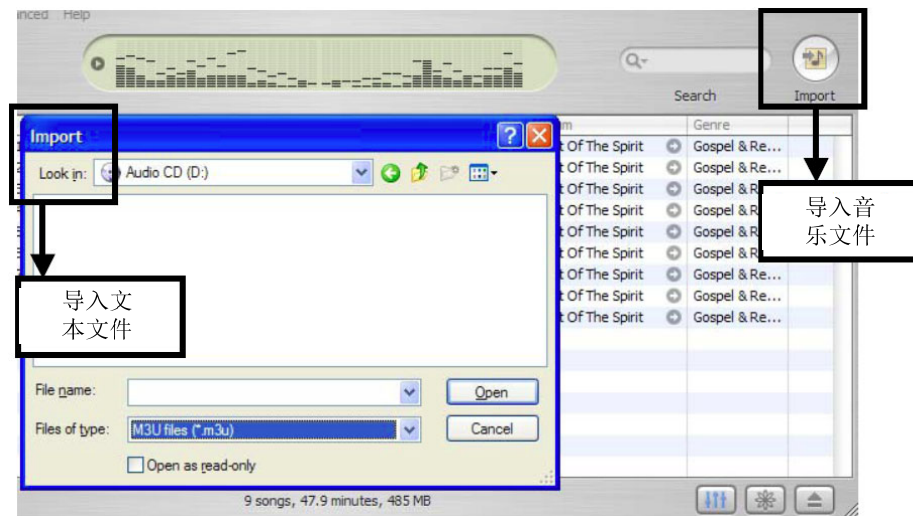 Help
Search
Import
Import
Look in:
Audio CD (D:)
Genre
Of The Spirit
Gospel & Re...
Of The Spirit
Gospel & Re...
Of The Spirit
Gospel & R
Of The Spirit
Gospel & R
Of The Spirit
Gospel & R
Of The Spirit
Gospel & Re...
Of The Spirit
Gospel & Re...
Of The Spirit
Gospel & Re...
Of The Spirit
Gospel & Re...
导入音
乐文件
导入文
本文件
File name:
Open
Files of type:
M3U files (*.m3u)
Cancel
Open as read-only
9 songs, 47.9 minutes, 485 MB